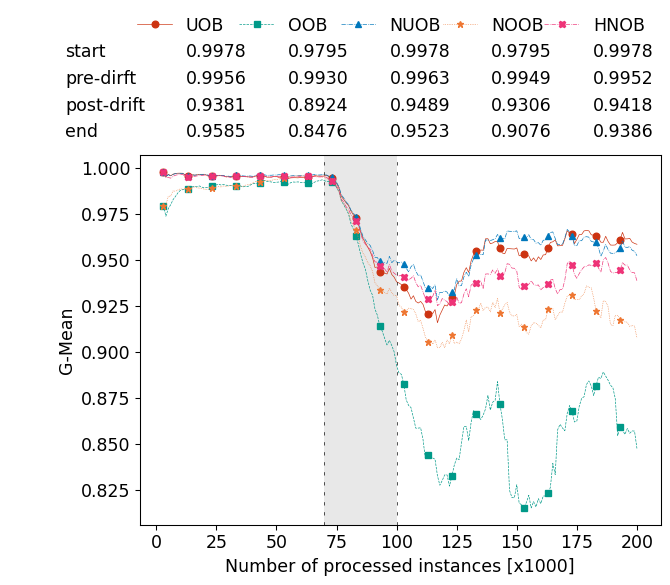 UOB OOB NUOB NOOB HNOB
start 0.9978 0.9795 0.9978 0.9795 0.9978
pre-dirft 0.9956 0.9930 0.9963 0.9949 0.9952
post-drift 0.9381 0.8924 0.9489 0.9306 0.9418
end 0.9585 0.8476 0.9523 0.9076 0.9386
1.000
0.975
0.950
0.925
0.900
0.875
0.850
0.825
G-Mean
0 25 50 75 100 125 150 175 200
Number of processed instances [x1000]